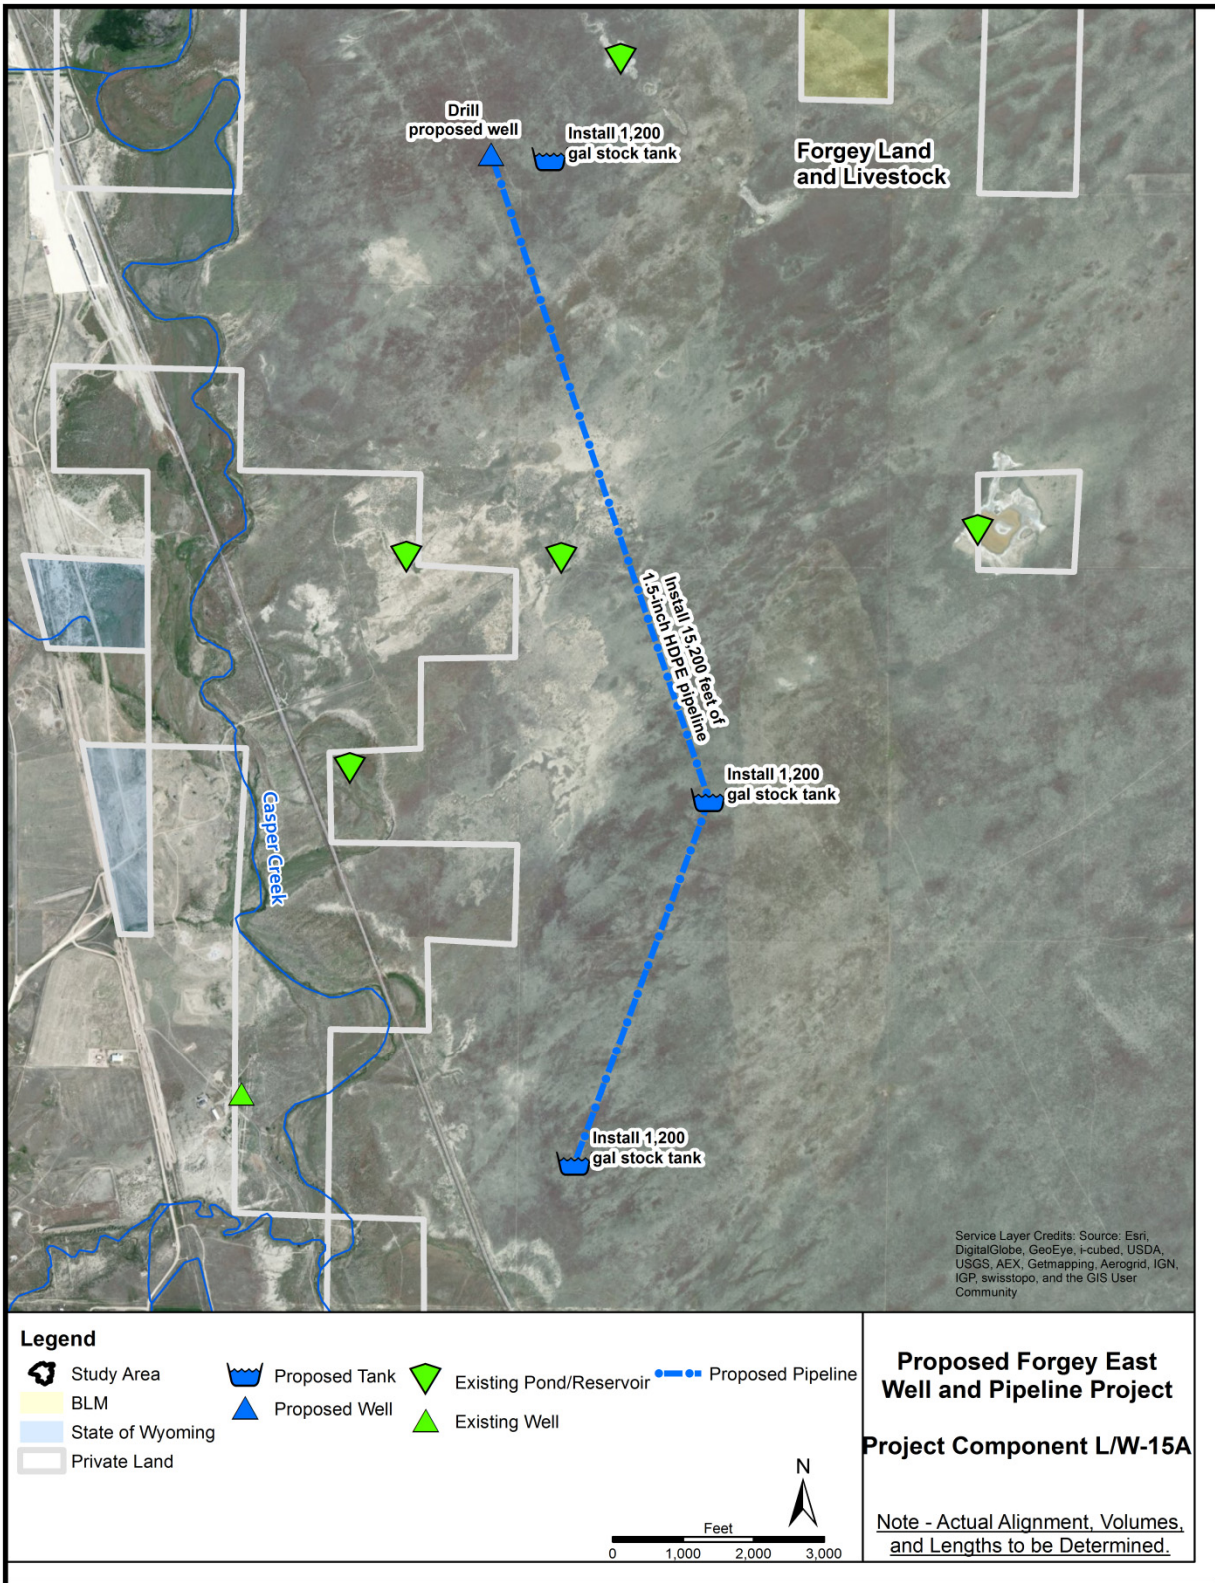 Drill
proposed well
Install 1,200
gal stock tank
Forgey Land
and Livestock
Install 15,200 feet of
1.5-inch HDPE pipeline
Install 1,200
gal stock tank
Casper Creek
Install 1,200
gal stock tank
Service Layer Credits: Source: Esri,
DigitalGlobe, GeoEye, i-cubed, USDA,
USGS, AEX, Getmapping, Aerogrid, IGN,
IGP, swisstopo, and the GIS User
Community
Legend
Study Area
BLM
State of Wyoming
Private Land
Proposed Tank
Proposed Well
Existing Pond/Reservoir
Existing Well
Proposed Pipeline
N
Feet
0 1,000 2,000 3,000
Proposed Forgey East
Well and Pipeline Project
Project Component L/W-15A
Note - Actual Alignment, Volumes,
and Lengths to be Determined.